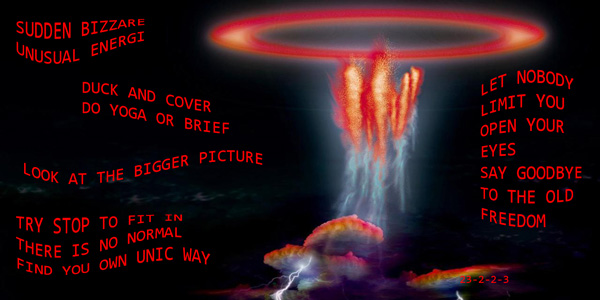 SUDDEN BIZZARE
UNUSUAL ENERGI
DUCK AND COVER
DO YOGA OR BRIEF
LOOK AT THE BIGGER PICTURE
TRY STOP TO FIT IN
THERE IS NO NORMAL
FIND YOU OWN UNIC WAY
LET NOBODY
LIMIT YOU
OPEN YOUR
EYES
SAY GOODBYE
TO THE OLD
FREEDOM
23-2-2-3